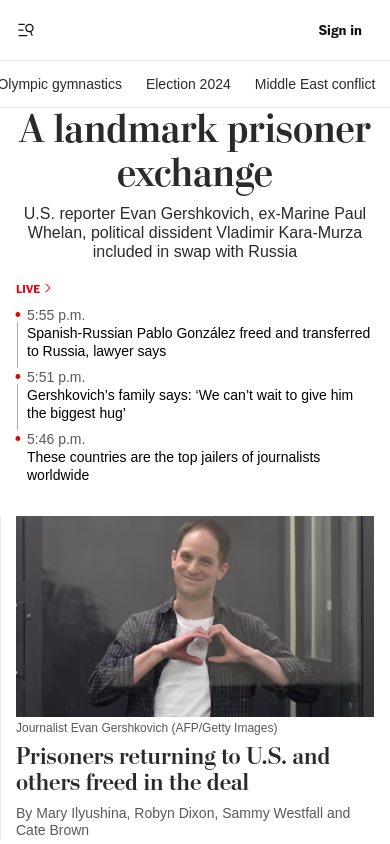 Sign in
Olympic gymnastics Election 2024 Middle East conflict
A landmark prisoner
exchange
U.S. reporter Evan Gershkovich, ex-Marine Paul
Whelan, political dissident Vladimir Kara-Murza
included in swap with Russia
LIVE
5:55 p.m.
Spanish-Russian Pablo González freed and transferred
to Russia, lawyer says
5:51 p.m.
Gershkovich’s family says: ‘We can’t wait to give him
the biggest hug’
5:46 p.m.
These countries are the top jailers of journalists
worldwide
Journalist Evan Gershkovich (AFP/Getty Images)
Prisoners returning to U.S. and
others freed in the deal
By Mary Ilyushina, Robyn Dixon, Sammy Westfall and
Cate Brown